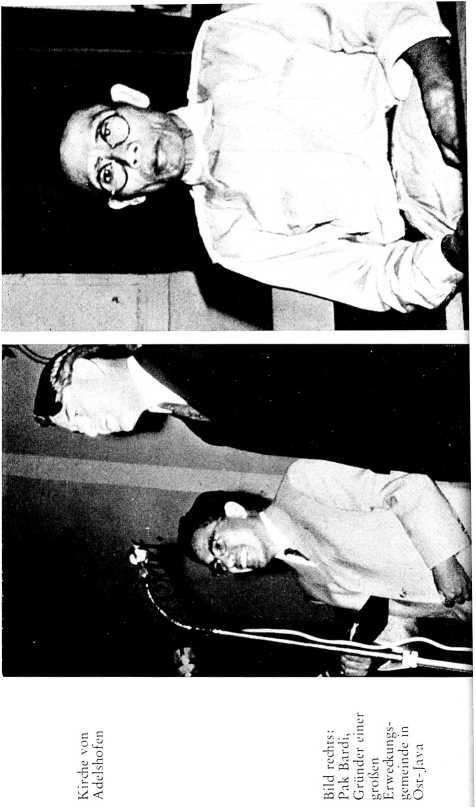 Kirche von
Adelshofen
Bild rechts:
Pak Bardi,
Gründer einer
großen
Erweckungs-
gemeinde in
Ost-Java